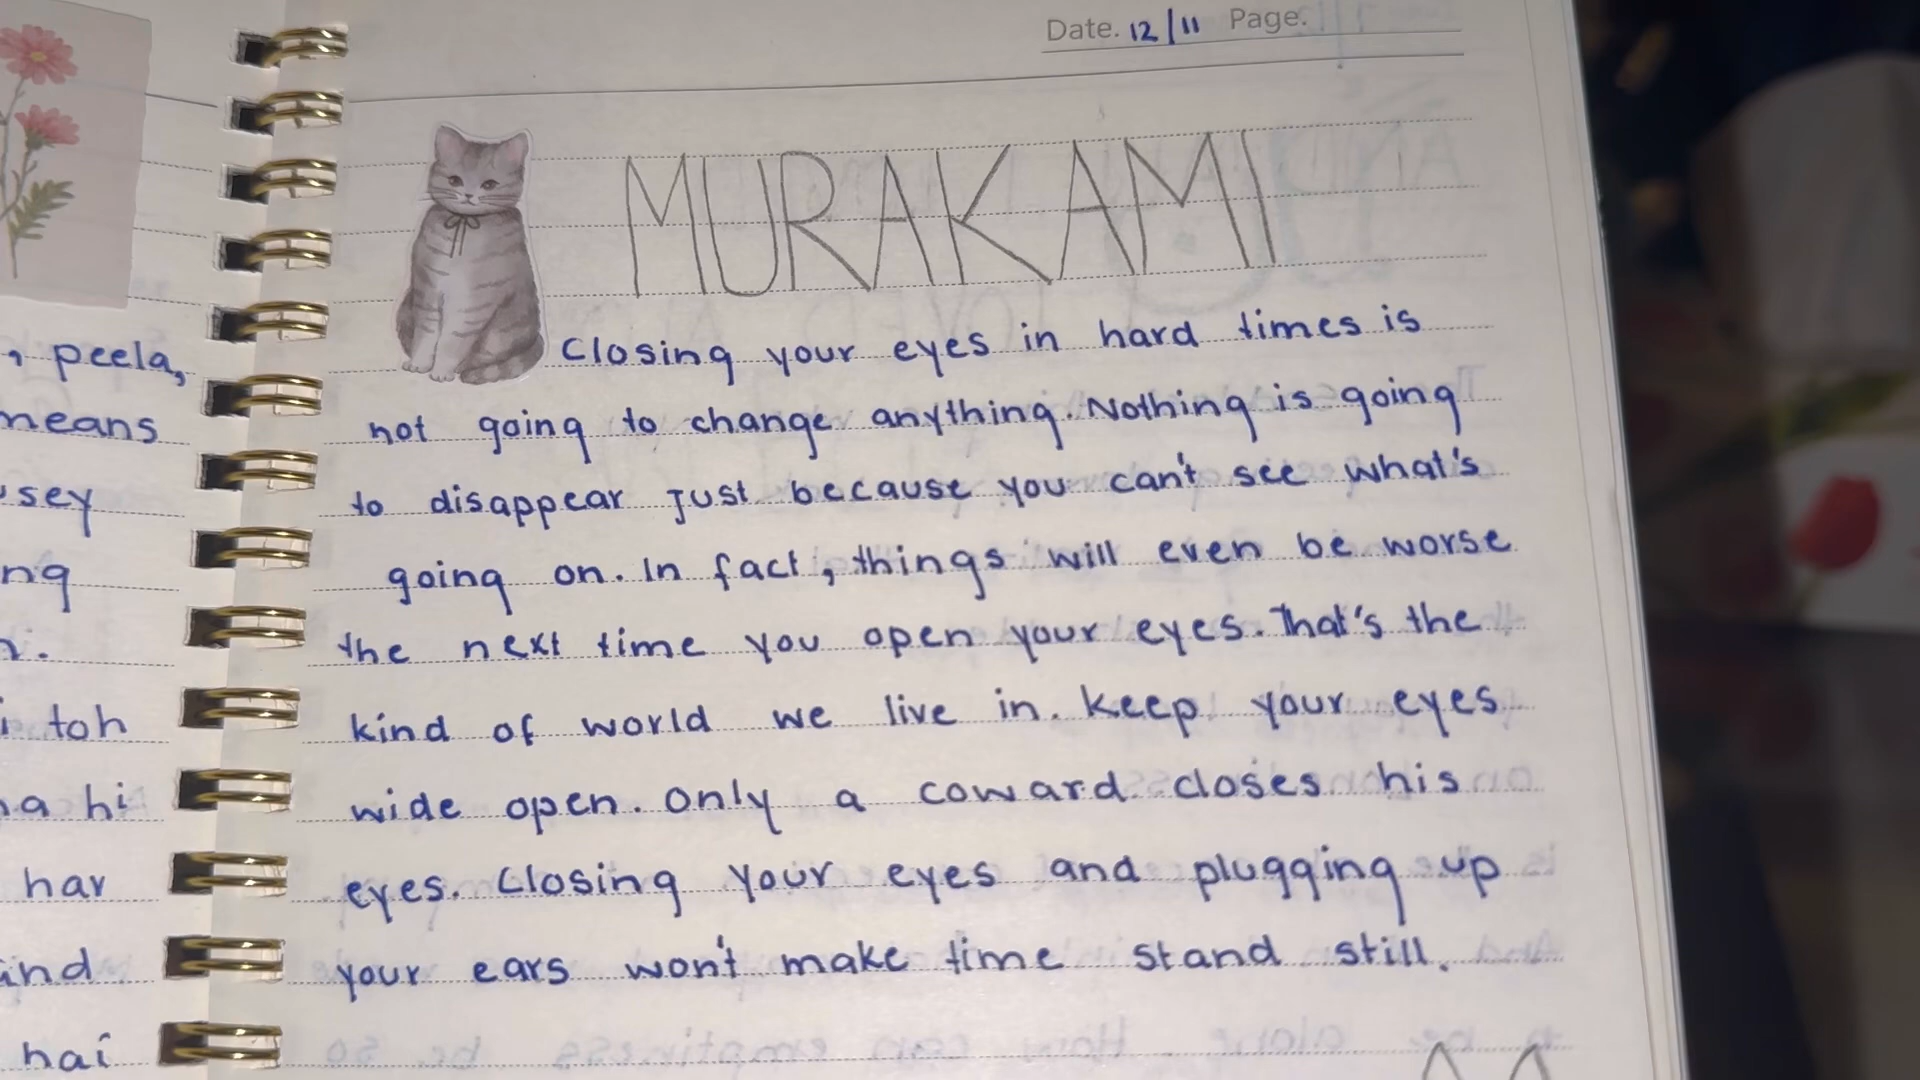 Date. 12/11 Page.
MURAKAMI
, peela,
means
sey
ng
toh
a hi
har
ind
hai
Closing your eyes in hard times is
not going to change anything. Nothing is going
to disappear just because you can't see what's
going on. In fact, things will even be worse
the next time you open your eyes. That's the
kind of world we live in. Keep your eyes
wide open. Only a coward closes his
eyes. Closing your eyes and plugging up
your ears won't make time stand still.